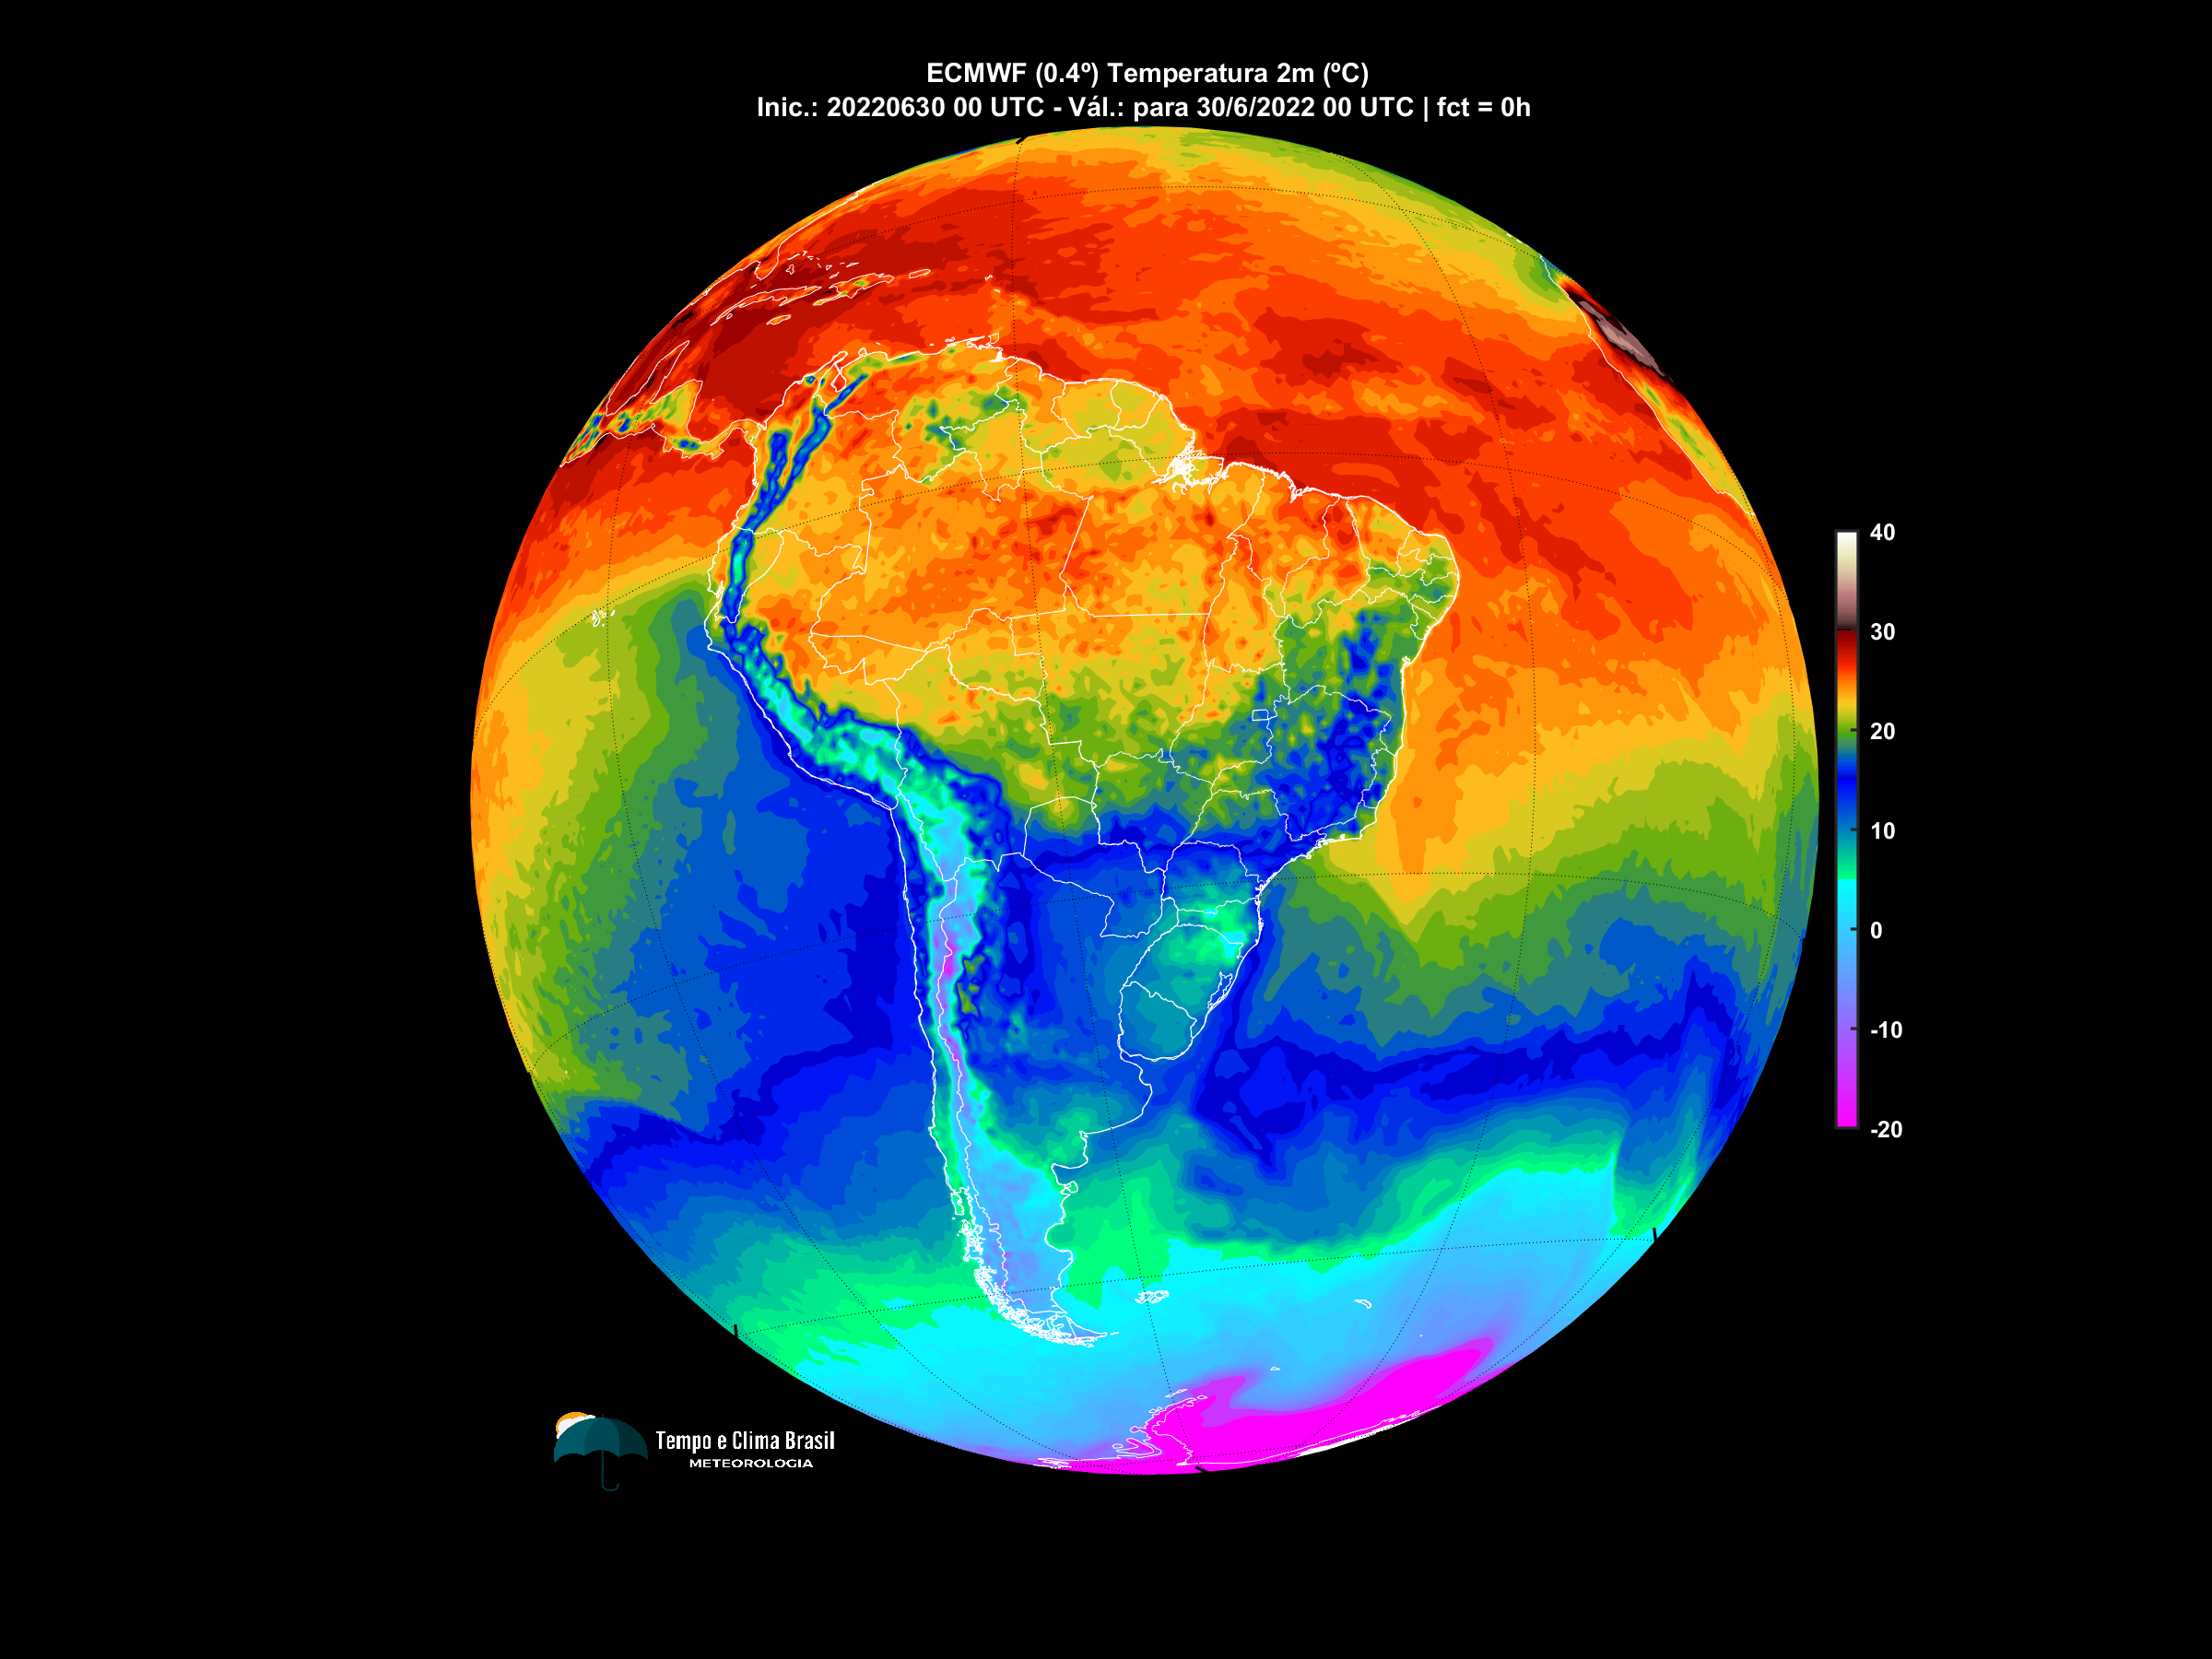 ECMWF (0.4º) Temperatura 2m (ºC)
Inic.: 20220630 00 UTC - Vál.: para 30/6/2022 00 UTC | fct = 0h
40
30
20
10
0
-10
-20
Tempo e Clima Brasil
METEOROLOGIA